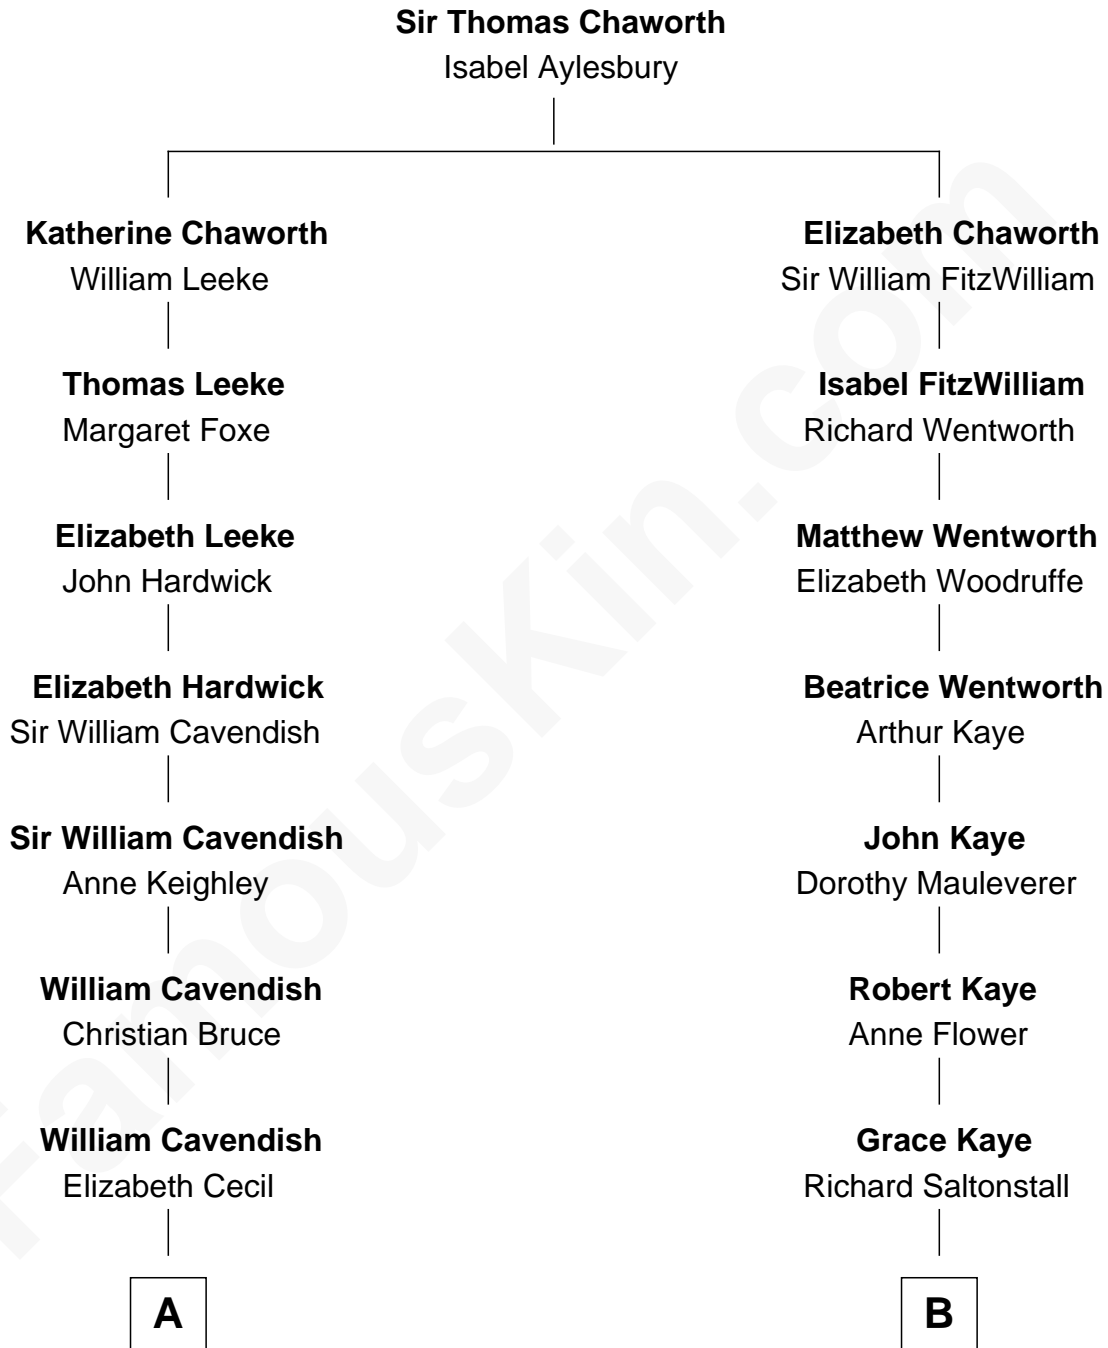 Sir Thomas Chaworth
Isabel Aylesbury
Katherine Chaworth
William Leeke
Elizabeth Chaworth
Sir William FitzWilliam
Thomas Leeke
Margaret Foxe
Isabel FitzWilliam
Richard Wentworth
Elizabeth Leeke
John Hardwick
Matthew Wentworth
Elizabeth Woodruffe
Elizabeth Hardwick
Sir William Cavendish
Beatrice Wentworth
Arthur Kaye
Sir William Cavendish
Anne Keighley
John Kaye
Dorothy Mauleverer
William Cavendish
Christian Bruce
Robert Kaye
Anne Flower
William Cavendish
Elizabeth Cecil
Grace Kaye
Richard Saltonstall
A
B
FamousKin.com